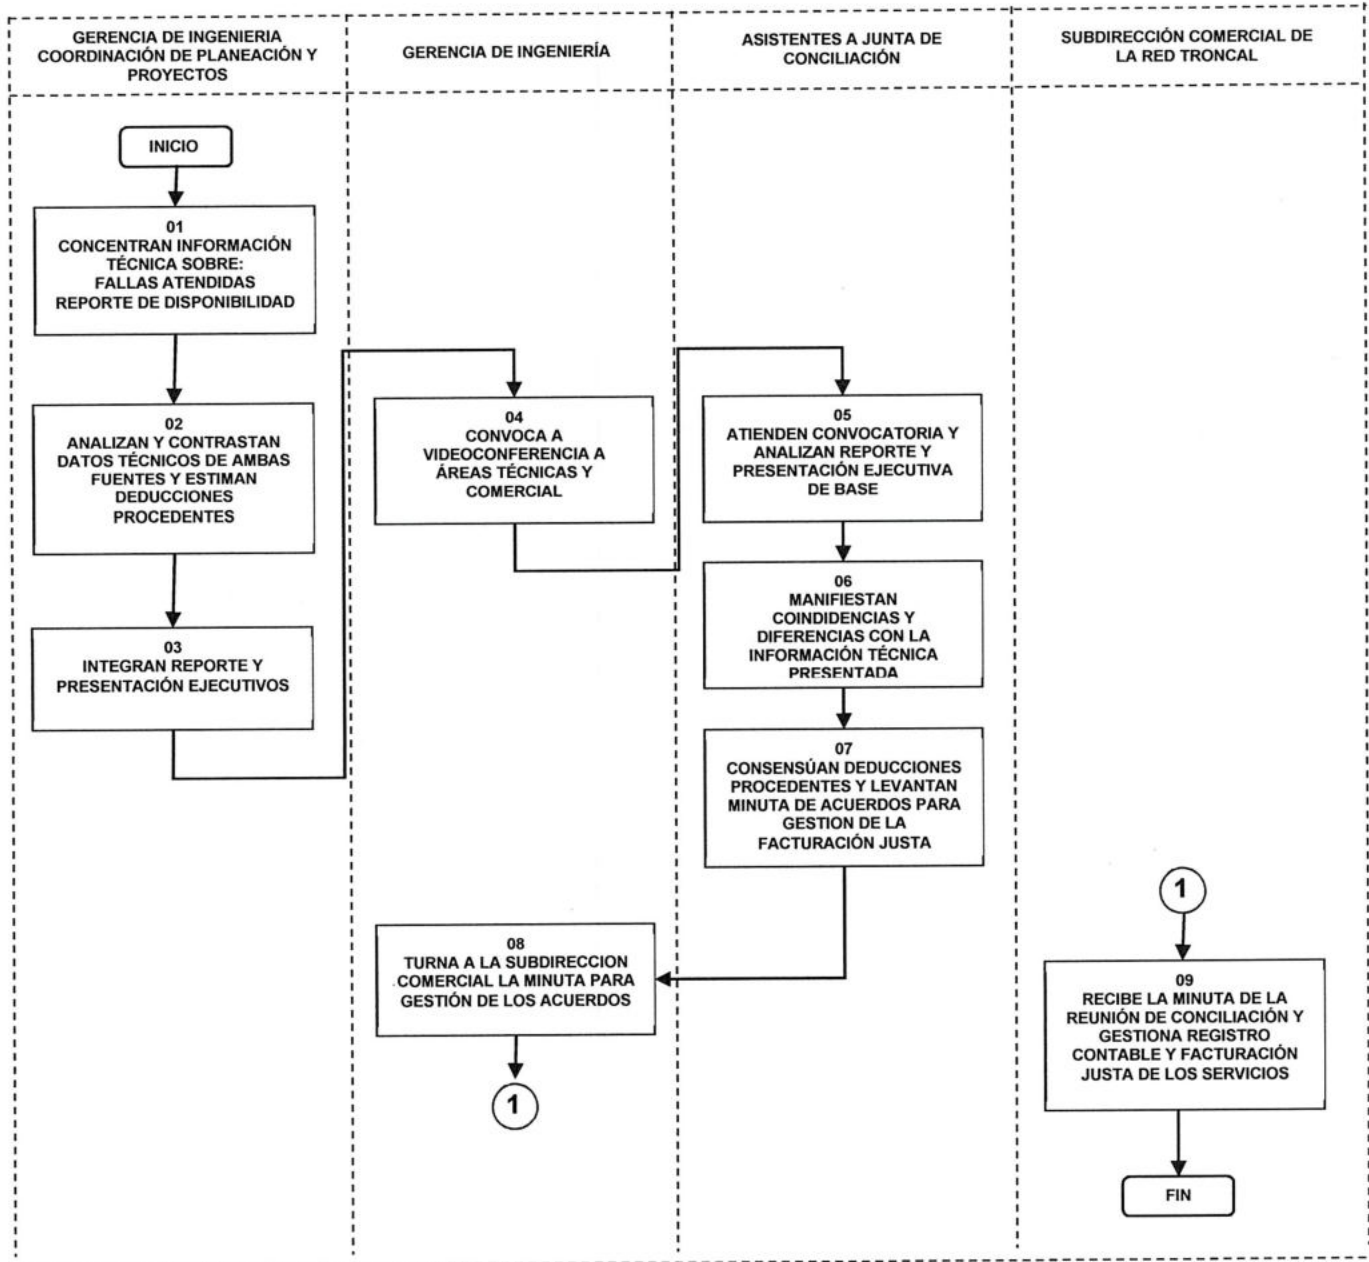 GERENCIA DE INGENIERIA
COORDINACIÓN DE PLANEACIÓN Y
PROYECTOS
GERENCIA DE INGENIERÍA
ASISTENTES A JUNTA DE
CONCILIACIÓN
SUBDIRECCIÓN COMERCIAL DE
LA RED TRONCAL
INICIO
01
CONCENTRAN INFORMACIÓN
TÉCNICA SOBRE:
FALLAS ATENDIDAS
REPORTE DE DISPONIBILIDAD
02
ANALIZAN Y CONTRASTAN
DATOS TÉCNICOS DE AMBAS
FUENTES Y ESTIMAN
DEDUCCIONES
PROCEDENTES
03
INTEGRAN REPORTE Y
PRESENTACIÓN EJECUTIVOS
04
CONVOCA A
VIDEOCONFERENCIA A
ÁREAS TÉCNICAS Y
COMERCIAL
05
ATIENDEN CONVOCATORIA Y
ANALIZAN REPORTE Y
PRESENTACIÓN EJECUTIVA
DE BASE
06
MANIFIESTAN
COINDIDENCIAS Y
DIFERENCIAS CON LA
INFORMACIÓN TÉCNICA
PRESENTADA
07
CONSENSÚAN DEDUCCIONES
PROCEDENTES Y LEVANTAN
MINUTA DE ACUERDOS PARA
GESTION DE LA
FACTURACIÓN JUSTA
08
TURNA A LA SUBDIRECCION
COMERCIAL LA MINUTA PARA
GESTIÓN DE LOS ACUERDOS
1
1
09
RECIBE LA MINUTA DE LA
REUNIÓN DE CONCILIACIÓN Y
GESTIONA REGISTRO
CONTABLE Y FACTURACIÓN
JUSTA DE LOS SERVICIOS
FIN